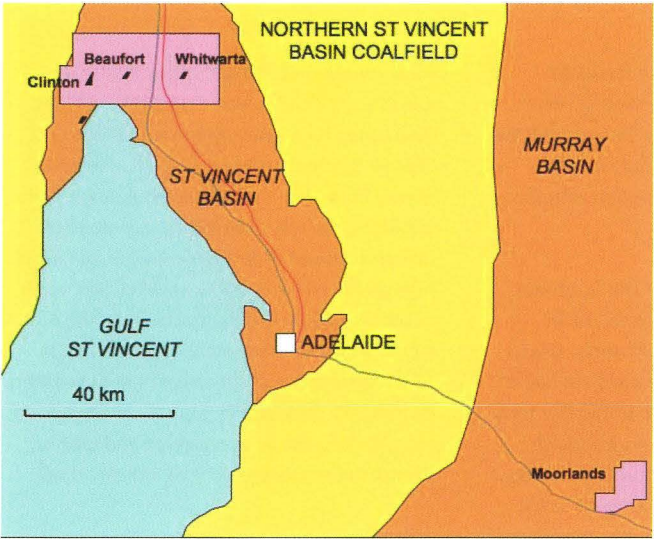 NORTHERN ST VINCENT
BASIN COALFIELD
Beaufort
Whitwarta
Clinton
MURRAY
BASIN
ST VINCENT
BASIN
GULF
ST VINCENT
ADELAIDE
40 km
Moorlands